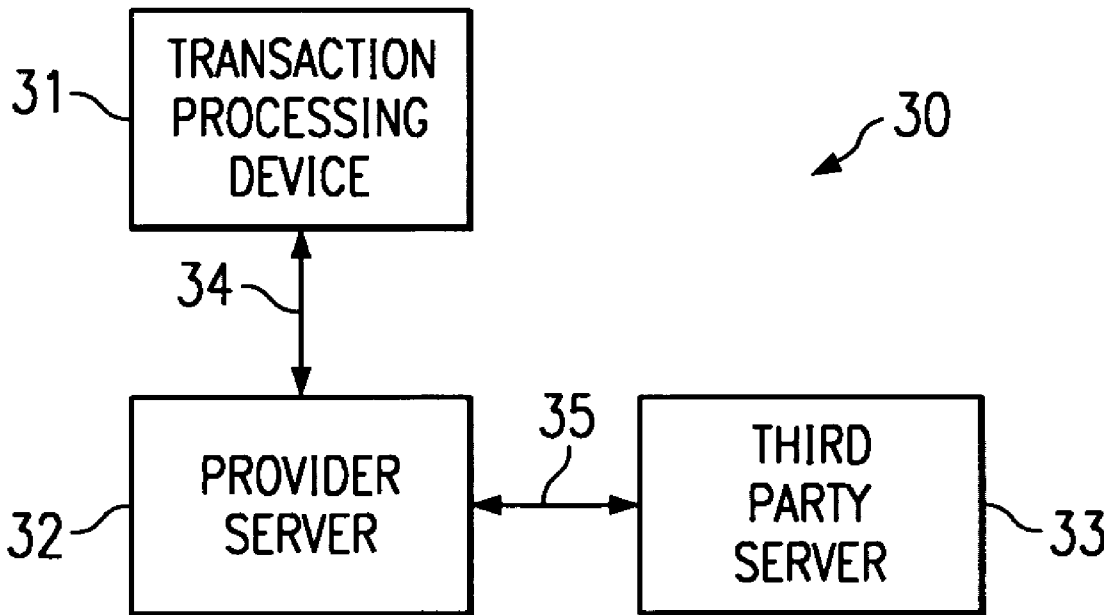 TRANSACTION
PROCESSING
DEVICE
31
30
34
PROVIDER
SERVER
32
35
THIRD
PARTY
SERVER
33